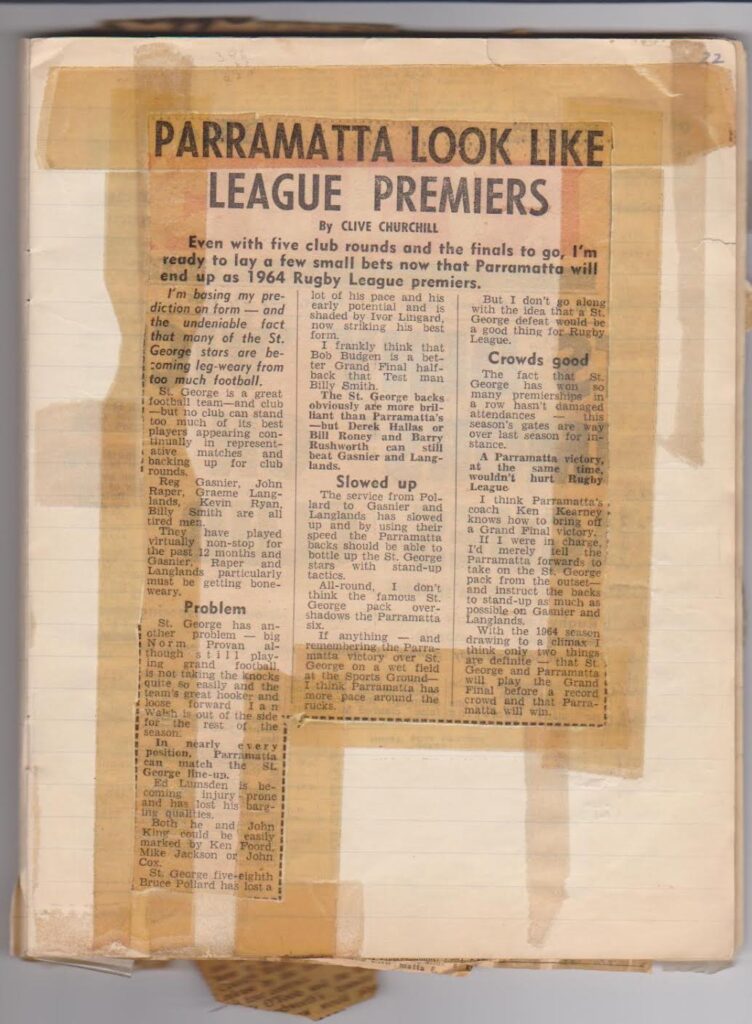 22
PARRAMATTA LOOK LIKE
LEAGUE PREMIERS
By CLIVE CHURCHILL
Even with five club rounds and the finals to go, I'm
ready to lay a few small bets now that Parramatta will
end up as 1964 Rugby League premiers.
I'm basing my pre-
diction on form — and
the undeniable fact
that many of the St.
George stars are be-
coming leg-weary from
too much football.
St. George is a great
football team—and club
—but no club can stand
too much of its best
players appearing con-
tinually in represent-
ative matches and
backing up for club
rounds.
Reg Gasnier, John
Raper, Graeme Lang-
lands, Kevin Ryan,
Billy Smith are all
tired men.
They have played
virtually non-stop for
the past 12 months and
Gasnier, Raper and
Langlands particularly
must be getting bone-
weary.
Problem
St. George has an-
other problem — big
Norm Provan al-
though still play-
ing grand football,
is not taking the knocks
quite so easily and the
team's great hooker and
loose forward Ian
Walsh is out of the side
for the rest of the
season.
In nearly every
position, Parramatta
can match the St.
George line-up.
Ed Lumsden is be-
coming injury-prone
and has lost his barg-
ing qualities.
Both he and John
King could be easily
marked by Ken Foord,
Mike Jackson or John
Cox.
St. George five-eighth
Bruce Pollard has lost a
lot of his pace and his
early potential and is
shaded by Ivor Lingard,
now striking his best
form.
I frankly think that
Bob Budgen is a bet-
ter Grand Final half-
back that Test man
Billy Smith.
The St. George backs
obviously are more bril-
liant than Parramatta's
—but Derek Hallas or
Bill Roney and Barry
Rushworth can still
beat Gasnier and Lang-
lands.
Slowed up
The service from Pol-
lard to Gasnier and
Langlands has slowed
up and by using their
speed the Parramatta
backs should be able to
bottle up the St. George
stars with stand-up
tactics.
All-round, I don't
think the famous St.
George pack over-
shadows the Parramatta
six.
If anything — and
remembering the Parra-
matta victory over St.
George on a wet field
at the Sports Ground—
I think Parramatta has
more pace around the
rucks.
But I don't go along
with the idea that a St.
George defeat would be
a good thing for Rugby
League.
Crowds good
The fact that St.
George has won so
many premierships in
a row hasn't damaged
attendances — this
season's gates are way
over last season for in-
stance.
A Parramatta victory,
at the same time,
wouldn't hurt Rugby
League
I think Parramatta's
coach Ken Kearney
knows how to bring off
a Grand Final victory.
If I were in charge,
I'd merely tell the
Parramatta forwards to
take on the St. George
pack from the outset—
and instruct the backs
to stand-up as much as
possible on Gasnier and
Langlands.
With the 1964 season
drawing to a climax I
think only two things
are definite — that St.
George and Parramatta
will play the Grand
Final before a record
crowd and that Parra-
matta will win.